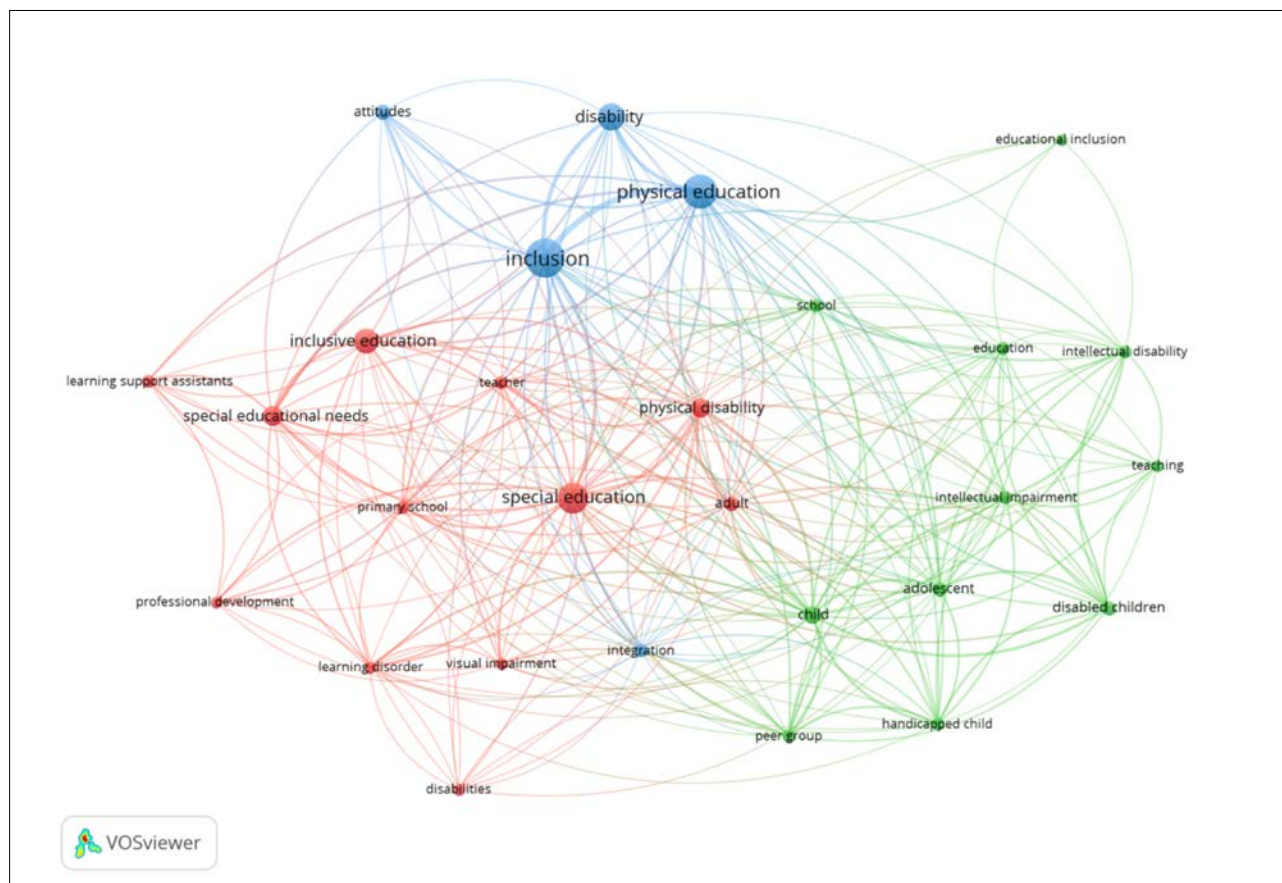 attitudes
disability
educational inclusion
physical education
inclusion
school
inclusive education
education
intellectual disability
learning support assistants
teacher
special educational needs
physical disability
teaching
special education
intellectual impairment
primary school
adult
adolescent
professional development
child
disabled children
integration
learning disorder
visual impairment
handicapped child
peer group
disabilities
VOSviewer